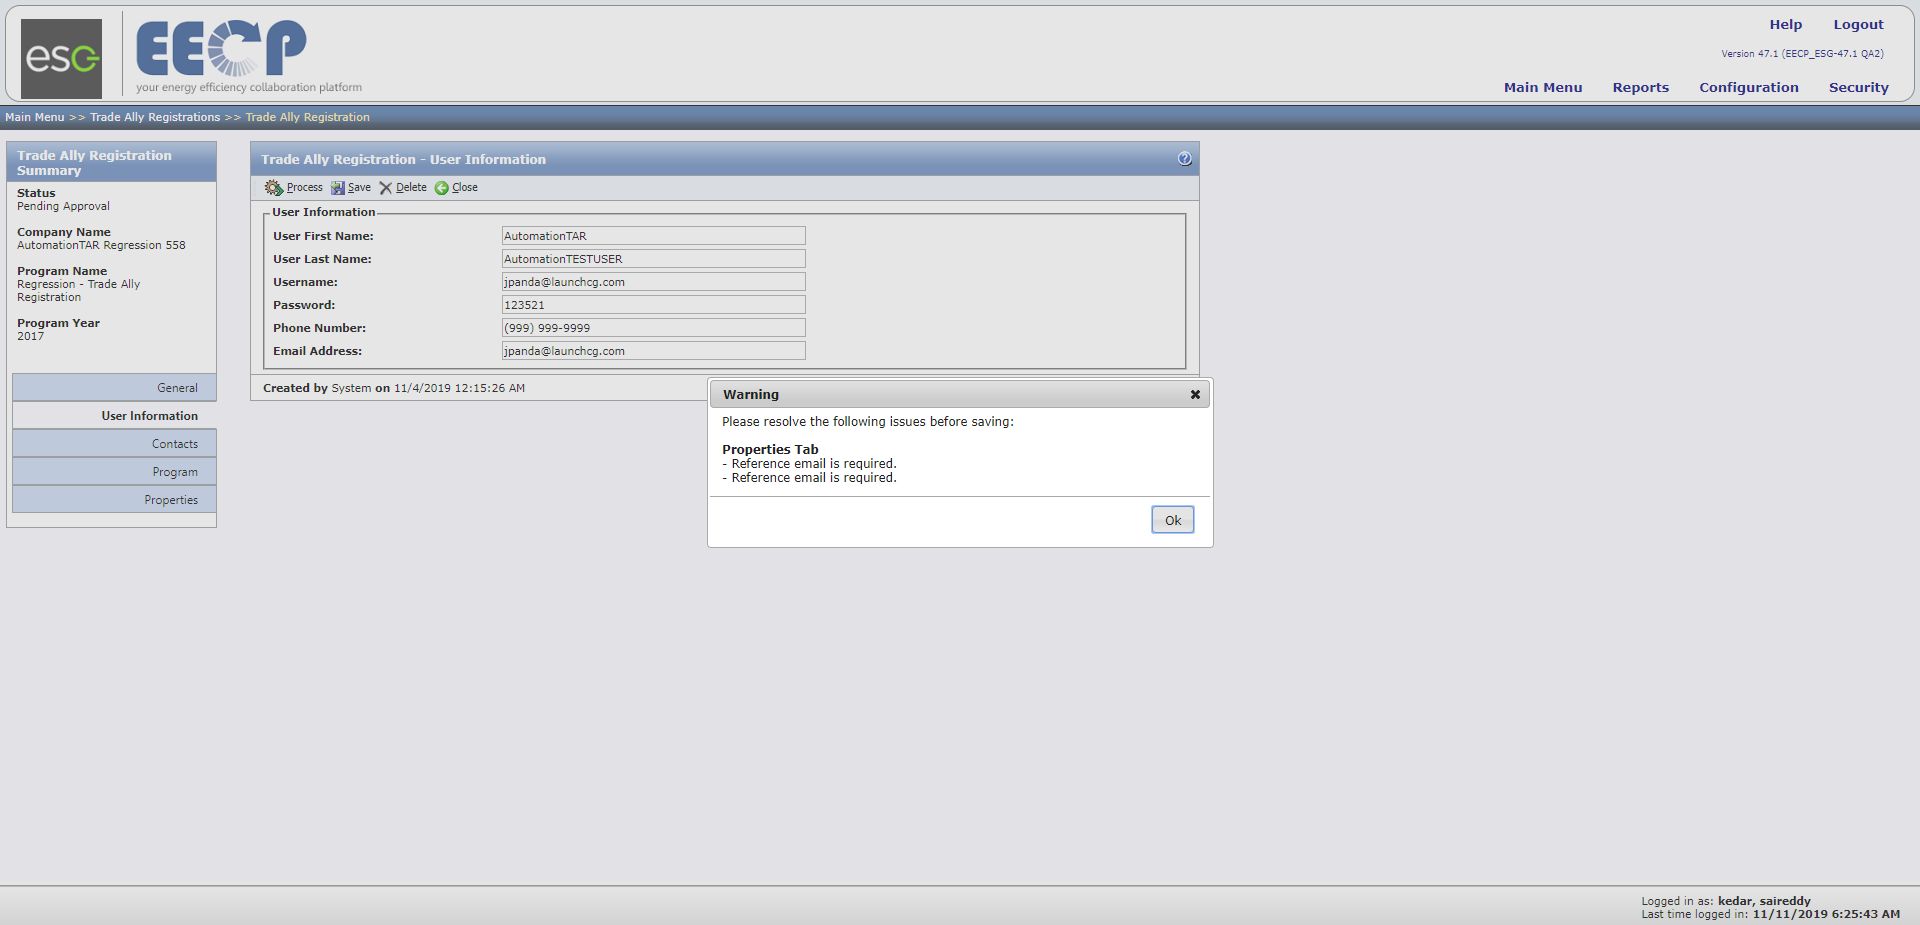 esc
EECP
your energy efficiency collaboration platform
Help Logout
Version 47.1 (EECP_ESG-47.1 QA2)
Main Menu Reports Configuration Security
Main Menu >> Trade Ally Registrations >> Trade Ally Registration
Trade Ally Registration
Summary
Status
Pending Approval
Company Name
AutomationTAR Regression 558
Program Name
Regression - Trade Ally
Registration
Program Year
2017
General
User Information
Contacts
Program
Properties
Trade Ally Registration - User Information
?
Process Save Delete Close
User Information
User First Name: AutomationTAR
User Last Name: AutomationTESTUSER
Username: jpanda@launchcg.com
Password: 123521
Phone Number: (999) 999-9999
Email Address: jpanda@launchcg.com
Created by System on 11/4/2019 12:15:26 AM
Warning
Please resolve the following issues before saving:
Properties Tab
- Reference email is required.
- Reference email is required.
Ok
Logged in as: kedar, saireddy
Last time logged in: 11/11/2019 6:25:43 AM